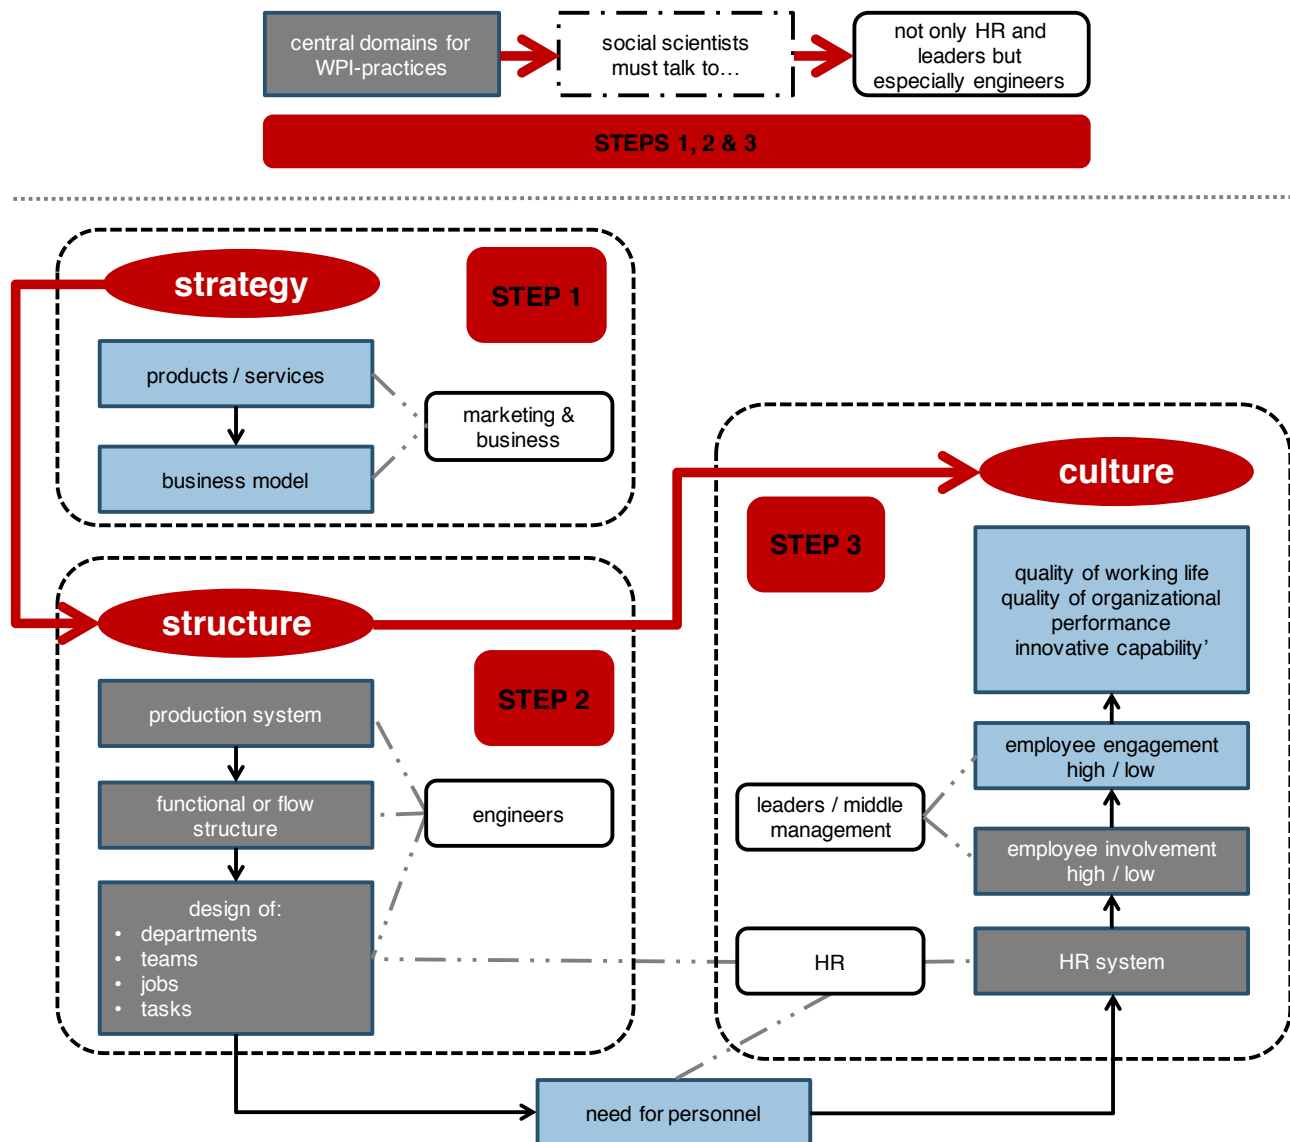 central domains for
WPI-practices
social scientists
must talk to…
not only HR and
leaders but
especially engineers
STEPS 1, 2 & 3
strategy
STEP 1
products / services
marketing &
business
business model
structure
STEP 2
production system
functional or flow
structure
engineers
design of:
• departments
• teams
• jobs
• tasks
culture
STEP 3
quality of working life
quality of organizational
performance
innovative capability’
employee engagement
high / low
leaders / middle
management
employee involvement
high / low
HR
HR system
need for personnel